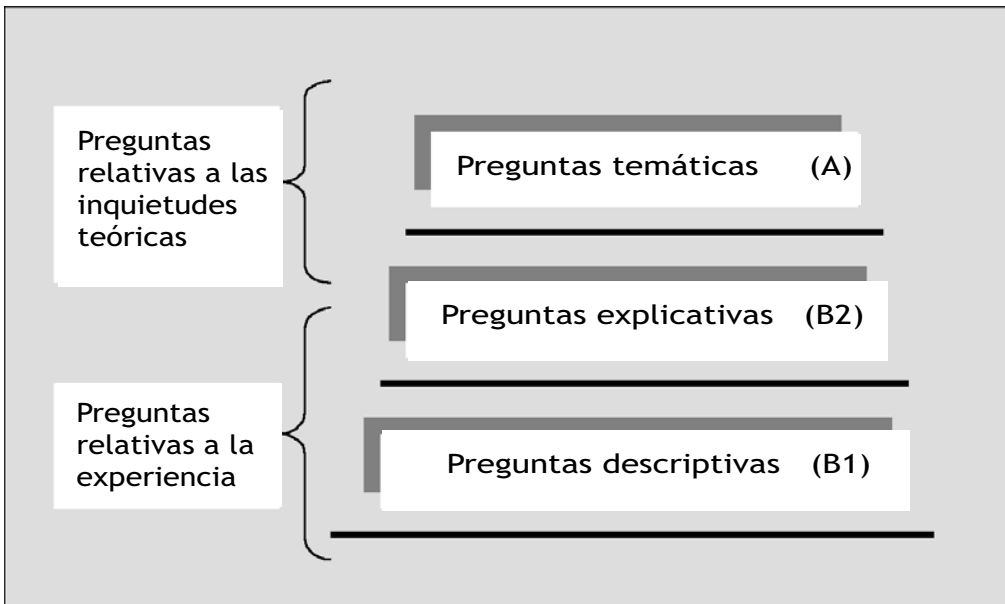 Preguntas
relativas a las
inquietudes
teóricas
Preguntas temáticas (A)
Preguntas explicativas (B2)
Preguntas
relativas a la
experiencia
Preguntas descriptivas (B1)